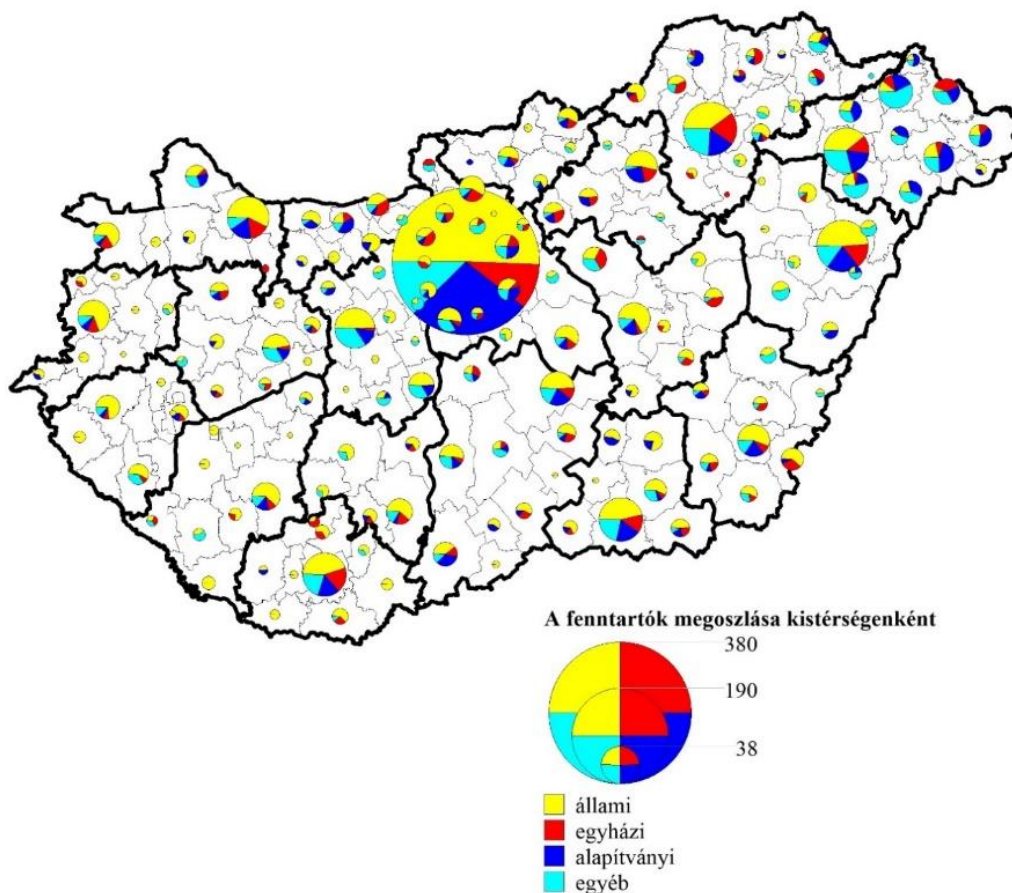 A fenntartók megoszlása kistérségenként
380
190
38
állami
egyházi
alapítványi
egyéb